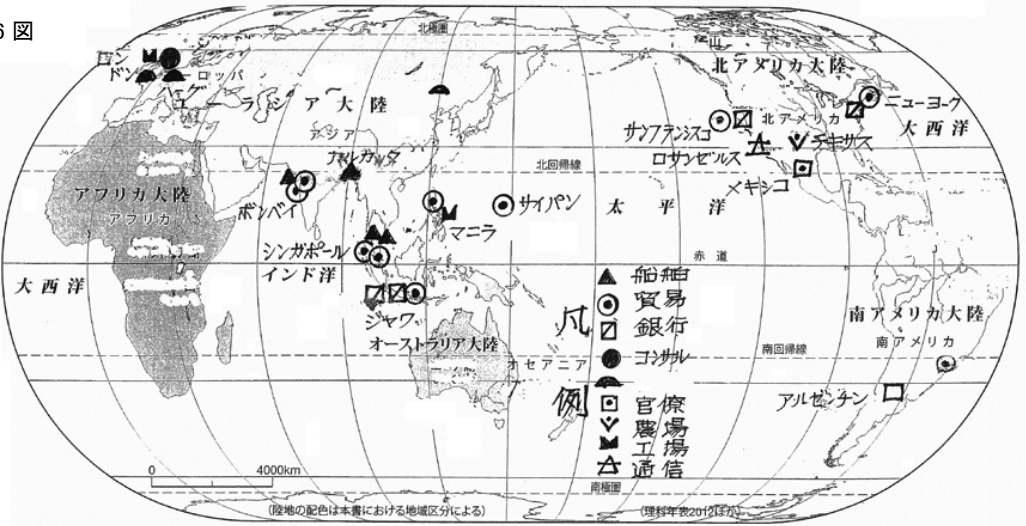 6 図
北極圏
山
ロン
ドン
ヨーロッパ
ハーグ
ユーラシア大陸
アジア
カルカッタ
北アメリカ大陸
北アメリカ
ニューヨーク
大西洋
サンフランシスコ
ロサンゼルス
テキサス
メキシコ
北回帰線
アフリカ大陸
アフリカ
ボンベイ
サイパン
太平洋
マニラ
シンガポール
インド洋
赤道
大西洋
ジャワ
オーストラリア大陸
オセアニア
南アメリカ大陸
南アメリカ
南回帰線
アルゼンチン
凡例
船舶
貿易
銀行
コンサル
官僚
農場
工場
通信
0 4000km
南極圏
(陸地の配色は本書における地域区分による)
(理科年表2012ほか)